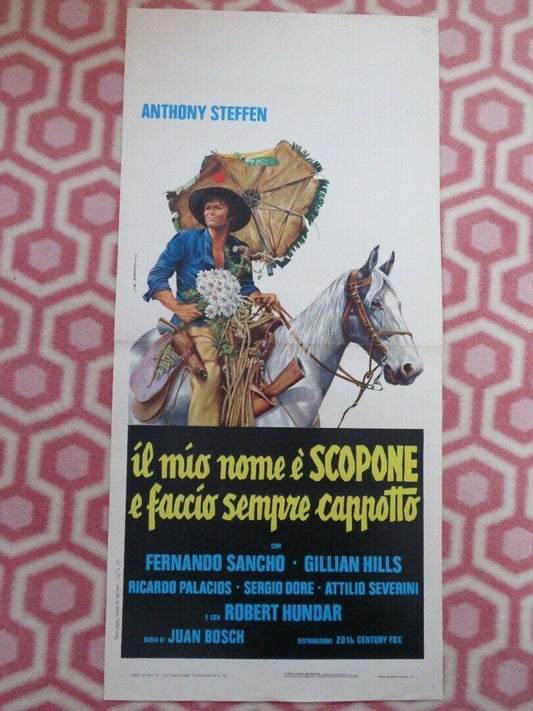 ANTHONY STEFFEN
il mio nome è SCOPONE
e faccio sempre cappotto
CON
FERNANDO SANCHO · GILLIAN HILLS
RICARDO PALACIOS · SERGIO DORE · ATTILIO SEVERINI
E CON ROBERT HUNDAR
REGIA DI JUAN BOSCH DISTRIBUZIONE 20th CENTURY FOX